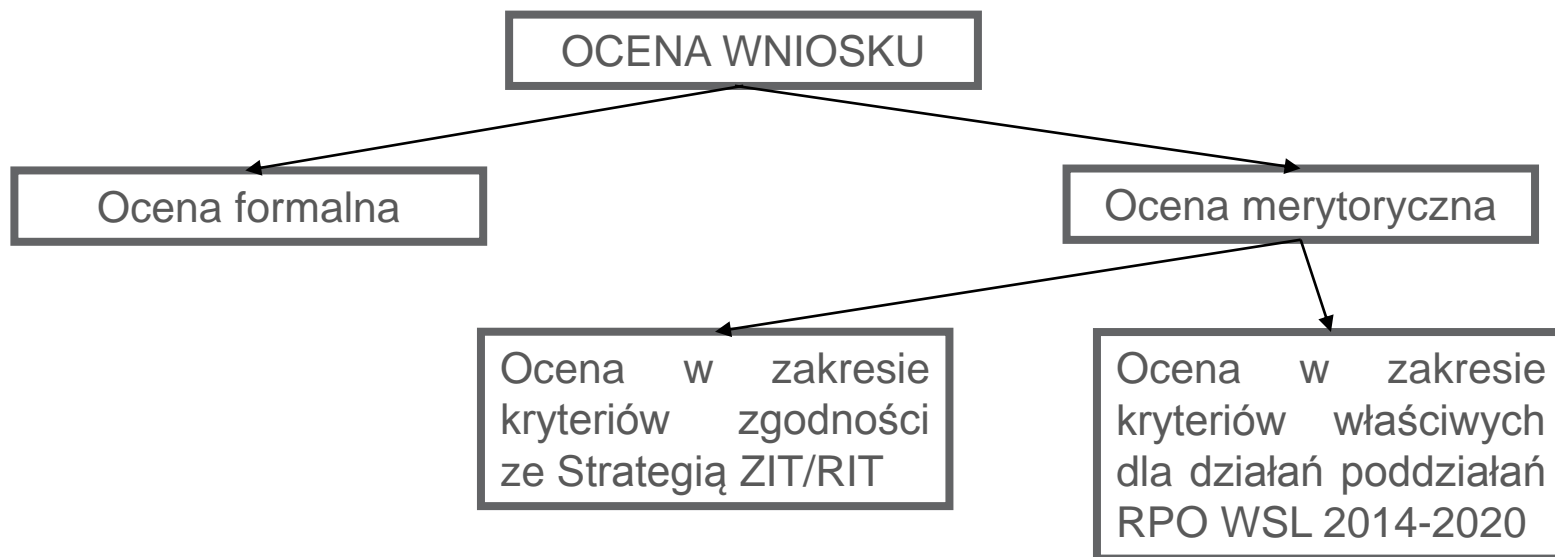 OCENA WNIOSKU
Ocena formalna
Ocena merytoryczna
Ocena w zakresie
kryteriów zgodności
ze Strategią ZIT/RIT
Ocena w zakresie
kryteriów właściwych
dla działań poddziałań
RPO WSL 2014-2020